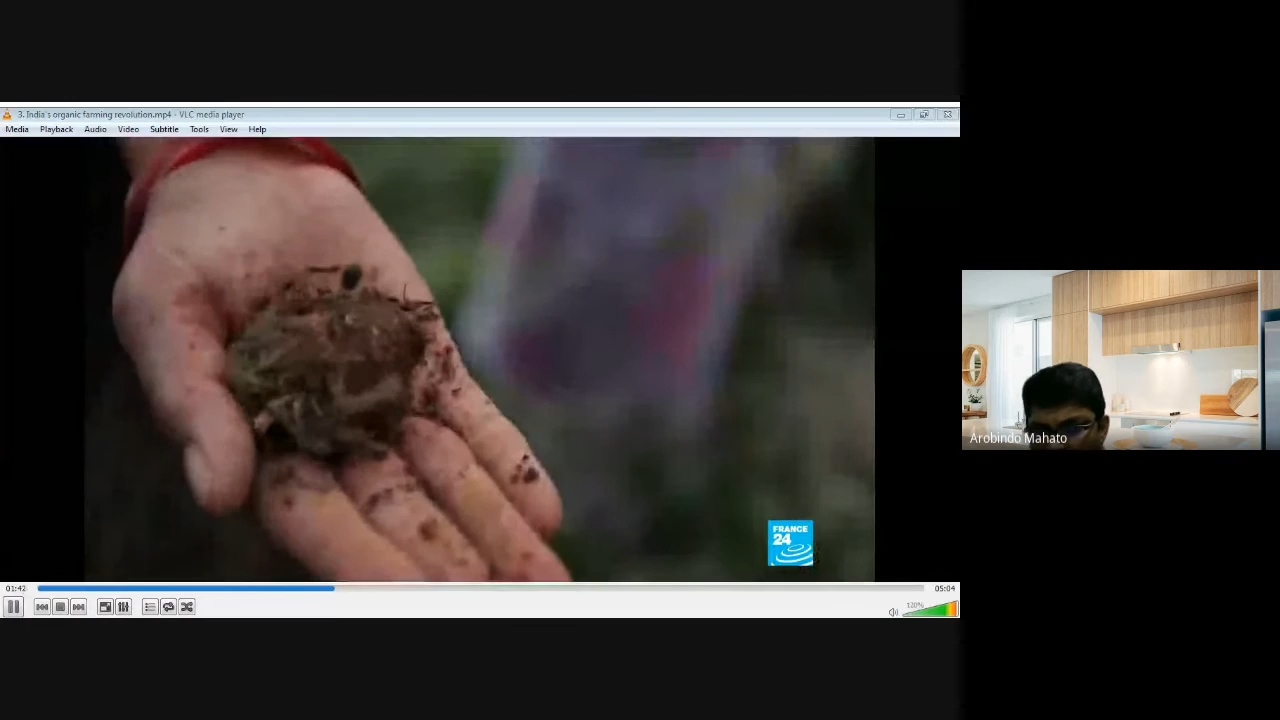 3. India's organic farming revolution.mp4 - VLC media player
Media Playback Audio Video Subtitle Tools View Help
FRANCE
24
Arobindo Mahato
01:42
05:04
120%